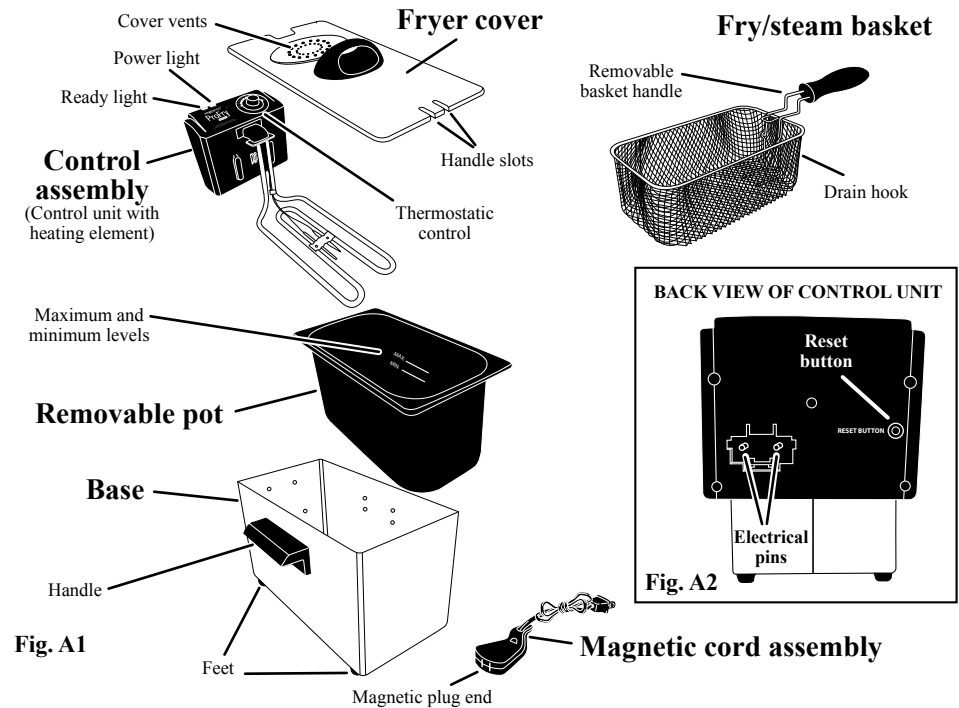 Cover vents
Fryer cover
Fry/steam basket
Power light
Removable
basket handle
Ready light
ProFry
Handle slots
Control
assembly
(Control unit with
heating element)
Thermostatic
control
Drain hook
BACK VIEW OF CONTROL UNIT
Reset
button
RESET BUTTON
Electrical
pins
Fig. A2
Maximum and
minimum levels
MAX
MIN
Removable pot
Base
Handle
Fig. A1
Feet
Magnetic cord assembly
Magnetic plug end